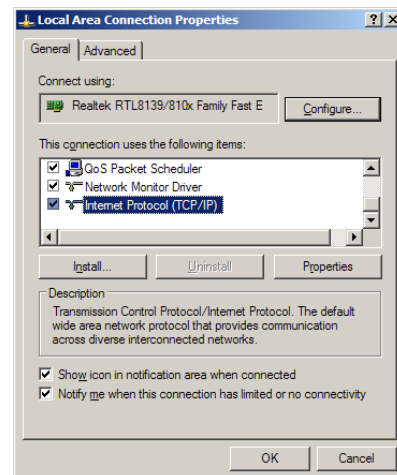 Local Area Connection Properties
General Advanced
Connect using:
Realtek RTL8139/810x Family Fast E Configure...
This connection uses the following items:
QoS Packet Scheduler
Network Monitor Driver
Internet Protocol (TCP/IP)
Install... Uninstall Properties
Description
Transmission Control Protocol/Internet Protocol. The default
wide area network protocol that provides communication
across diverse interconnected networks.
Show icon in notification area when connected
Notify me when this connection has limited or no connectivity
OK Cancel